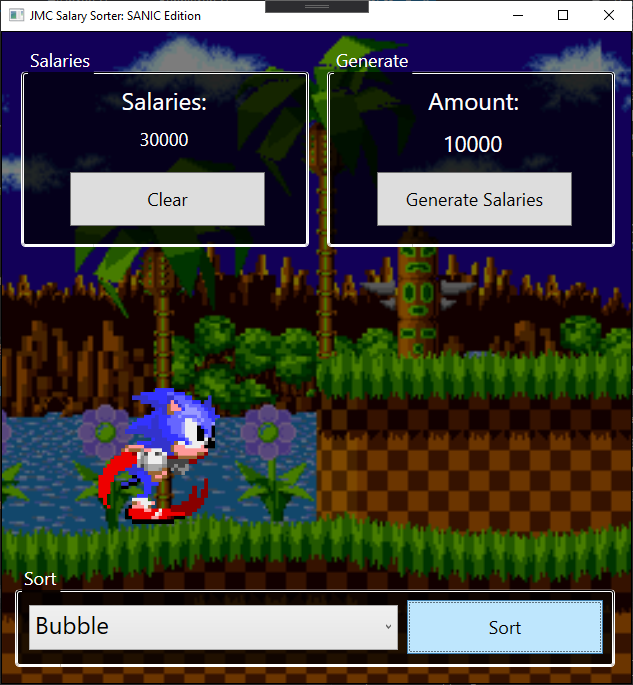 JMC Salary Sorter: SANIC Edition
Salaries
Salaries:
30000
Clear
Generate
Amount:
10000
Generate Salaries
Sort
Bubble
Sort